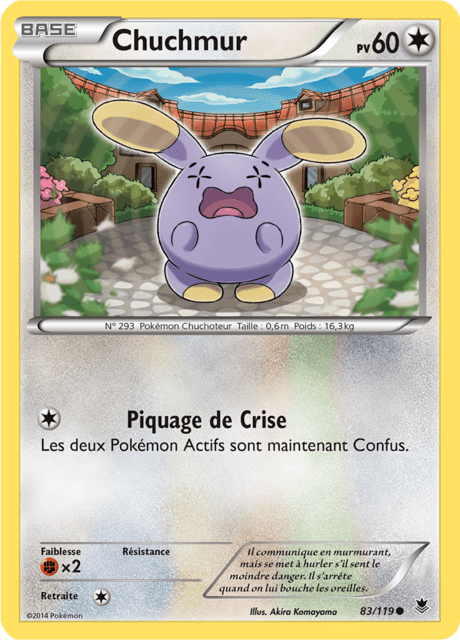 BASE
Chuchmur
PV60
Nº 293 Pokémon Chuchoteur Taille : 0,6 m Poids : 16,3 kg
Piquage de Crise
Les deux Pokémon Actifs sont maintenant Confus.
Faiblesse
Résistance
×2
Retraite
Il communique en murmurant,
mais se met à hurler s'il sent le
moindre danger. Il s'arrête
quand on lui bouche les oreilles.
©2014 Pokémon
Illus. Akira Komayama
83/119